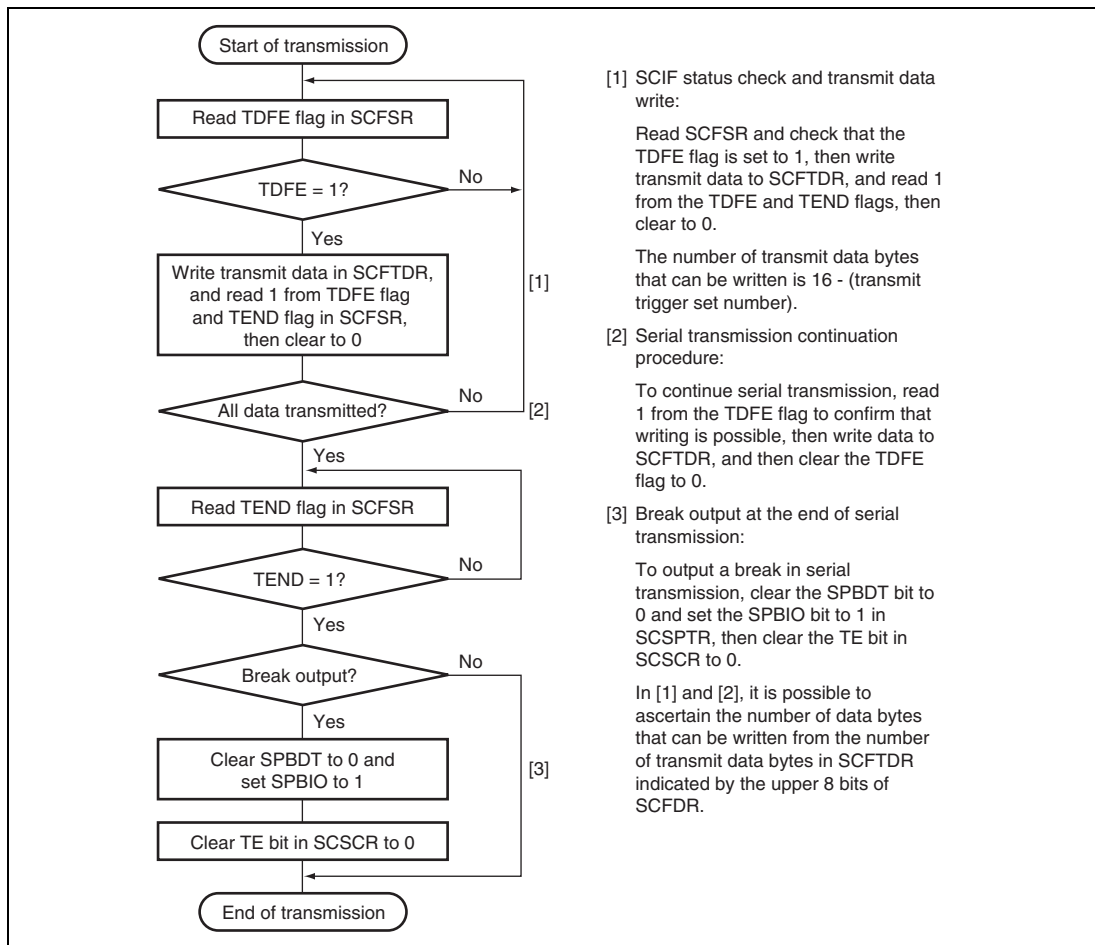 Start of transmission
Read TDFE flag in SCFSR
No
TDFE = 1?
Yes
Write transmit data in SCFTDR,
and read 1 from TDFE flag
and TEND flag in SCFSR,
then clear to 0
[1]
No
All data transmitted?
[2]
Yes
Read TEND flag in SCFSR
No
TEND = 1?
Yes
No
Break output?
Yes
Clear SPBDT to 0 and
set SPBIO to 1
[3]
Clear TE bit in SCSCR to 0
End of transmission
[1] SCIF status check and transmit data
write:
Read SCFSR and check that the
TDFE flag is set to 1, then write
transmit data to SCFTDR, and read 1
from the TDFE and TEND flags, then
clear to 0.
The number of transmit data bytes
that can be written is 16 - (transmit
trigger set number).
[2] Serial transmission continuation
procedure:
To continue serial transmission, read
1 from the TDFE flag to confirm that
writing is possible, then write data to
SCFTDR, and then clear the TDFE
flag to 0.
[3] Break output at the end of serial
transmission:
To output a break in serial
transmission, clear the SPBDT bit to
0 and set the SPBIO bit to 1 in
SCSPTR, then clear the TE bit in
SCSCR to 0.
In [1] and [2], it is possible to
ascertain the number of data bytes
that can be written from the number
of transmit data bytes in SCFTDR
indicated by the upper 8 bits of
SCFDR.